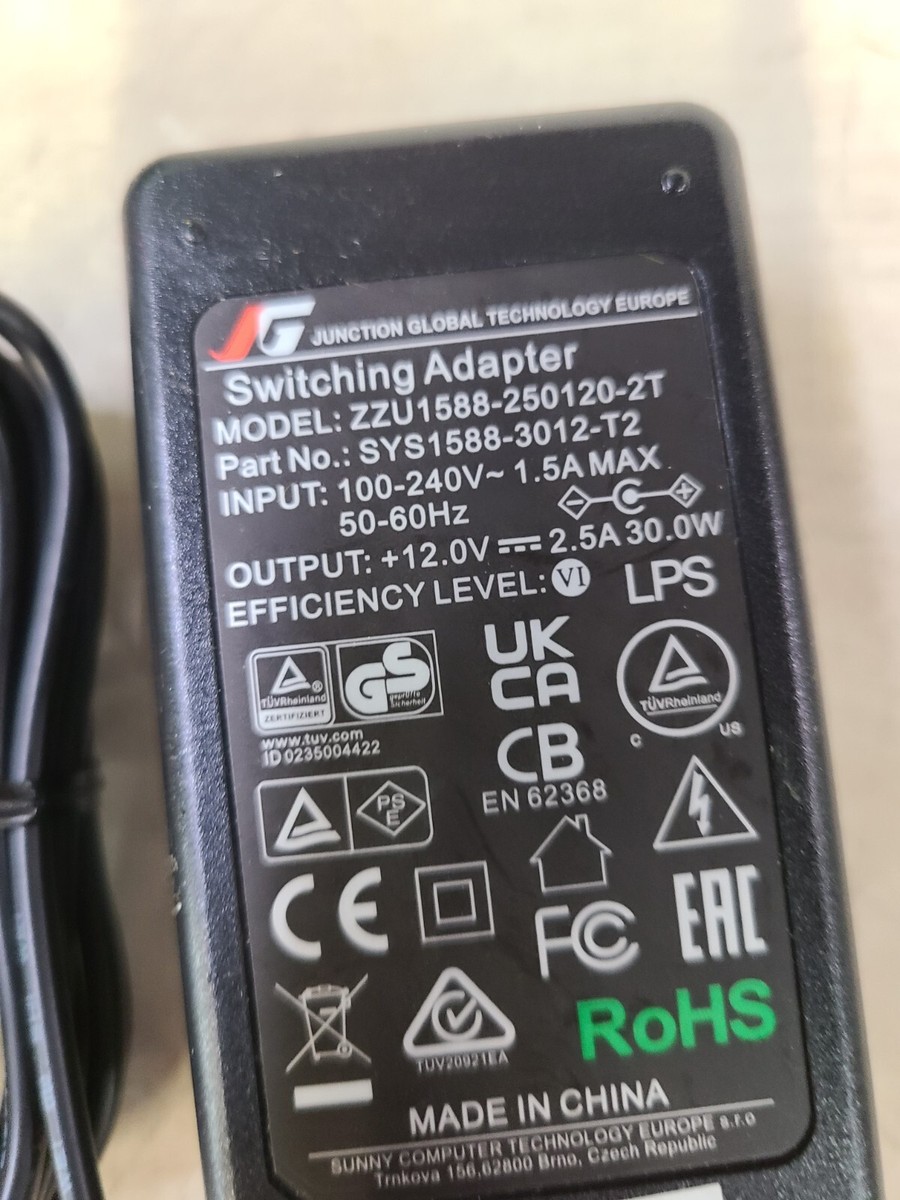 JG JUNCTION GLOBAL TECHNOLOGY EUROPE
Switching Adapter
MODEL: ZZU1588-250120-2T
Part No.: SYS1588-3012-T2
INPUT: 100-240V~ 1.5A MAX
50-60Hz
OUTPUT: +12.0V 2.5A 30.0W
EFFICIENCY LEVEL: VI
LPS
TÜVRheinland
ZERTIFIZIERT
GS
geprüfte
Sicherheit
www.tuv.com
ID 0235004422
UK
CA
TÜVRheinland
C US
CB
EN 62368
PS
E
CE
FC
EAC
TUV20921EA
RoHS
MADE IN CHINA
SUNNY COMPUTER TECHNOLOGY EUROPE s.r.o
Trnkova 156,62800 Brno, Czech Republic